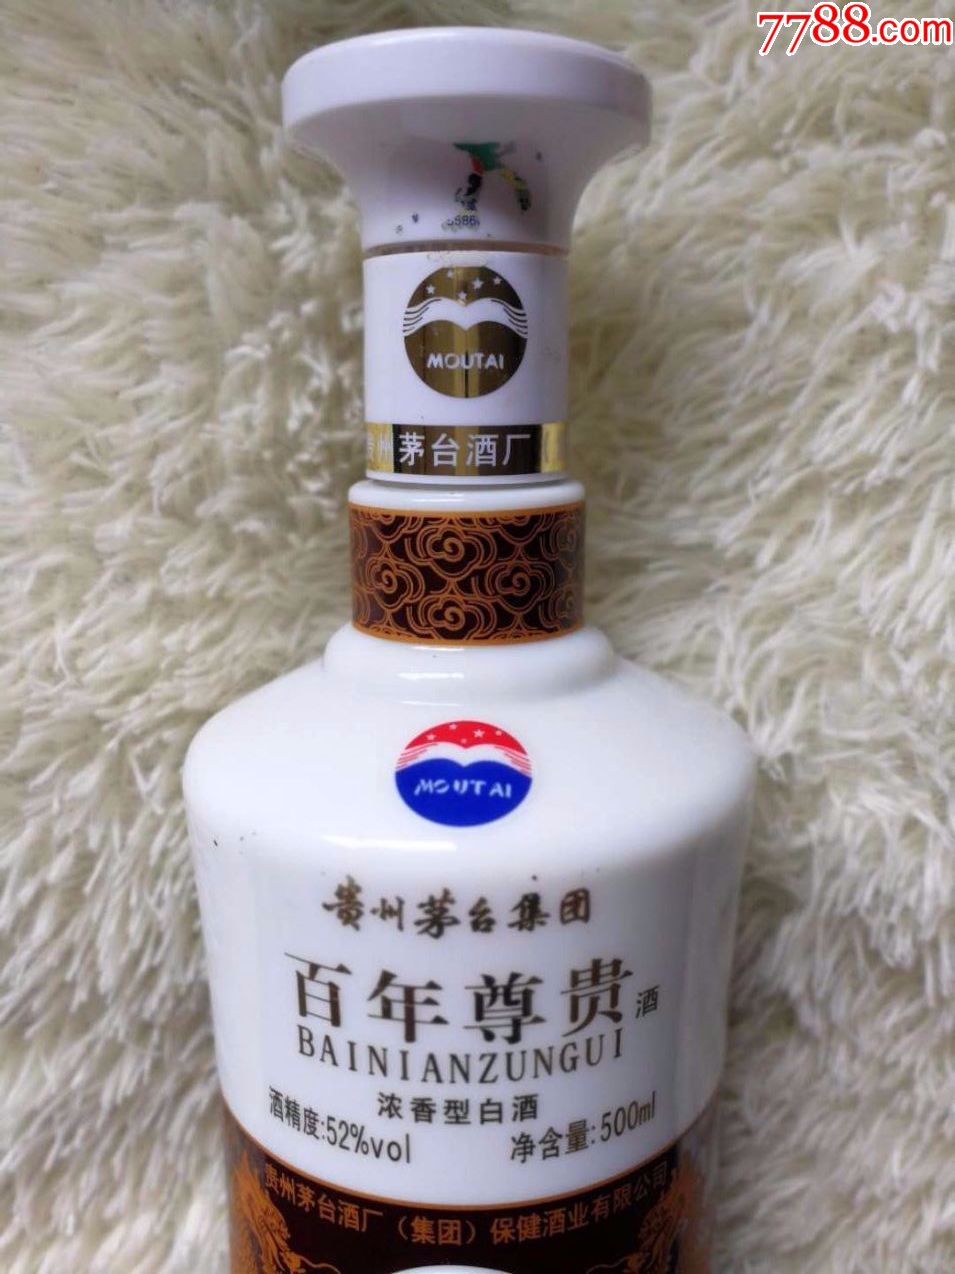 7788.com
MOUTAI
贵州茅台酒厂
MOUTAI
贵州茅台集团
百年尊贵酒
BAINIANZUNGUI
浓香型白酒
酒精度:52%vol
净含量:500ml
贵州茅台酒厂（集团）保健酒业有限公司